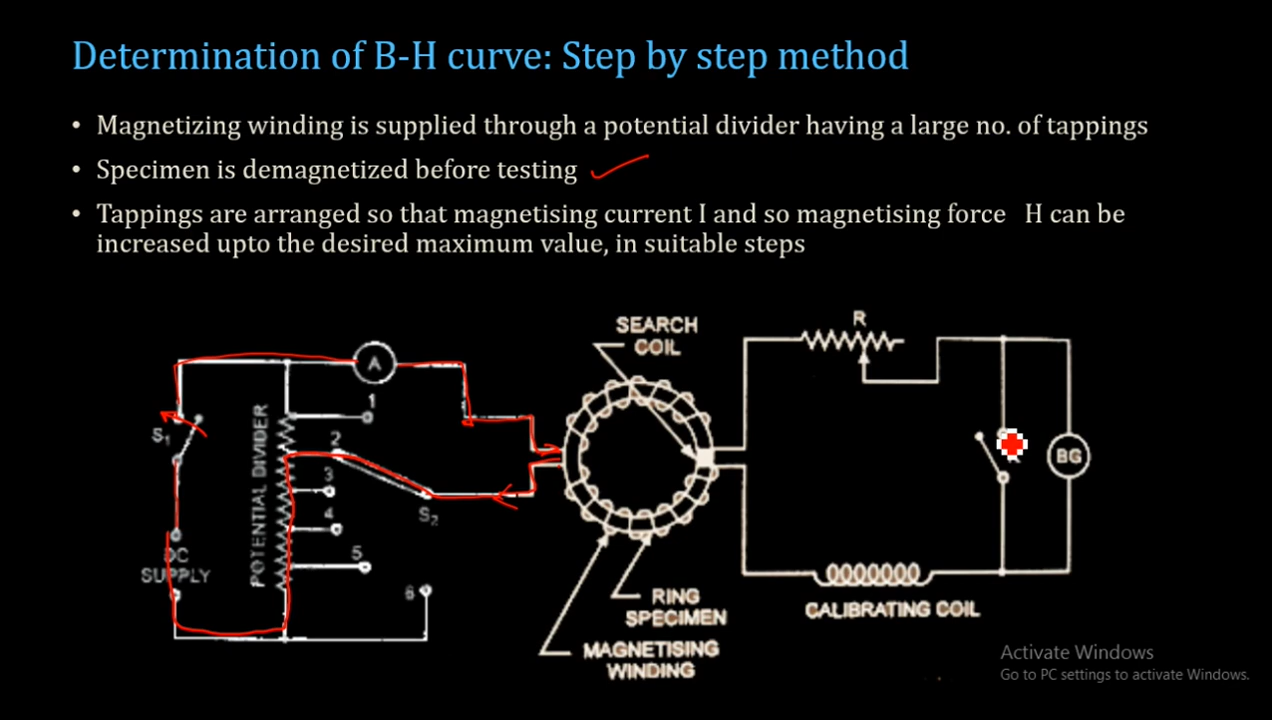 Determination of B-H curve: Step by step method
• Magnetizing winding is supplied through a potential divider having a large no. of tappings
• Specimen is demagnetized before testing
• Tappings are arranged so that magnetising current I and so magnetising force H can be
increased upto the desired maximum value, in suitable steps
SEARCH
COIL
R
A
1
S₁
POTENTIAL DIVIDER
2
3
4
S₂
5
6
DC
SUPPLY
BG
RING
SPECIMEN
MAGNETISING
WINDING
CALIBRATING COIL
Activate Windows
Go to PC settings to activate Windows.